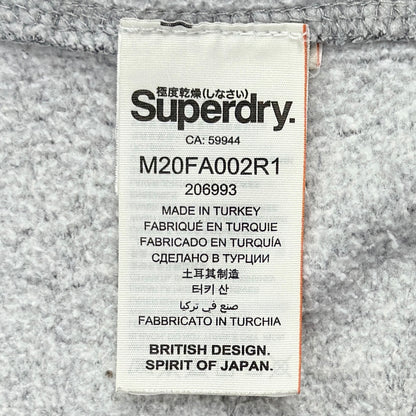 極度乾燥(しなさい)
Superdry.
CA: 59944
M20FA002R1
206993
MADE IN TURKEY
FABRIQUÉ EN TURQUIE
FABRICADO EN TURQUÍA
СДЕЛАНО В ТУРЦИИ
土耳其制造
터키 산
صنع في تركيا
FABBRICATO IN TURCHIA
BRITISH DESIGN.
SPIRIT OF JAPAN.